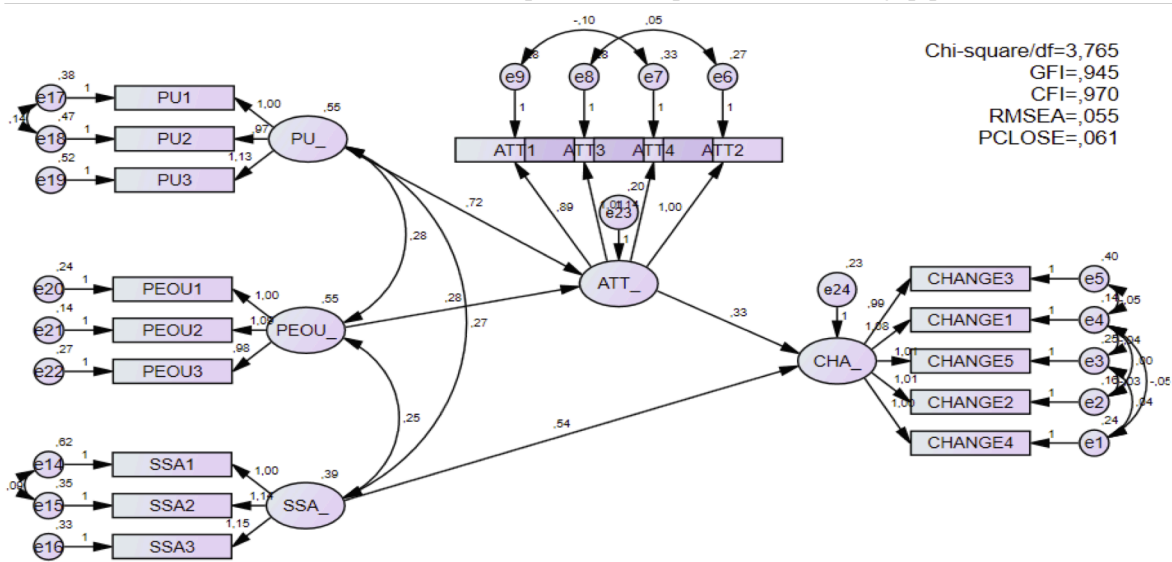 Chi-square/df=3,765
GFI=,945
CFI=,970
RMSEA=,055
PCLOSE=,061
-,10
,05
e9
e8
,33
e7
,27
e6
1
1
1
1
ATT1
ATT3
ATT4
ATT2
,89
1,00
,20
e23
1
ATT_
,38
e17
1
PU1
1,00
,14
,47
e18
1
PU2
,97
,52
e19
1
PU3
1,13
,55
PU_
,72
,28
,28
,27
,24
e20
1
PEOU1
1,00
,14
e21
1
PEOU2
,27
e22
1
PEOU3
,98
,55
PEOU_
,25
,62
e14
1
SSA1
1,00
,09
,35
e15
1
SSA2
1,14
,33
e16
1
SSA3
1,15
,39
SSA_
,54
,33
,23
e24
1
CHA_
,99
CHANGE3
1
,40
e5
1,08
CHANGE1
1
,14
e4
1,01
CHANGE5
1
,25
e3
1,01
CHANGE2
1
,16
e2
1,00
CHANGE4
1
,24
e1
,05
,04
,00
-,05
-,03
,04